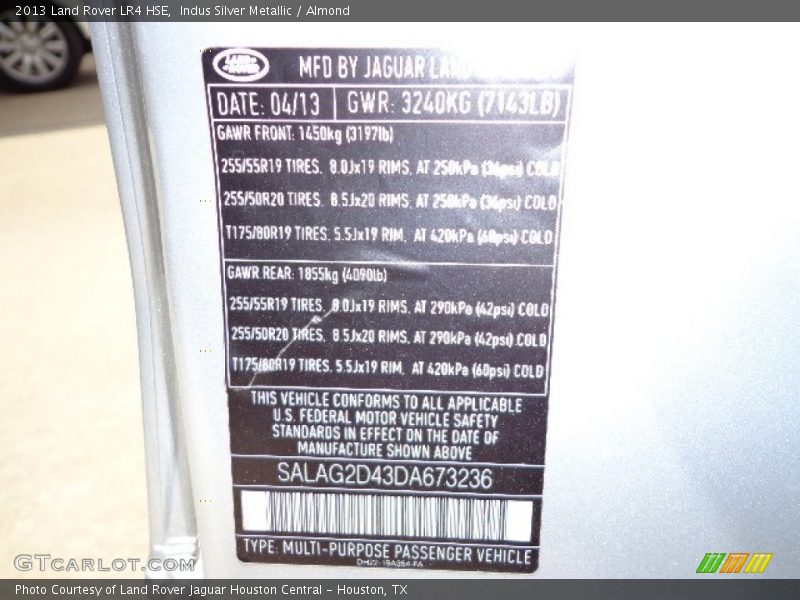 2013 Land Rover LR4 HSE, Indus Silver Metallic / Almond
LAND-
ROVER
MFD BY JAGUAR
DATE: 04/13 GWR: 3240KG (7143LB)
GAWR FRONT: 1450kg (3197lb)
255/55R19 TIRES, 8.0Jx19 RIMS, AT 250kPa (36psi) COLD
255/50R20 TIRES, 8.5Jx20 RIMS, AT 250kPa (36psi) COLD
T175/80R19 TIRES, 5.5Jx19 RIM, AT 420kPa (60psi) COLD
GAWR REAR: 1855kg (4090lb)
255/55R19 TIRES, 8.0Jx19 RIMS, AT 290kPa (42psi) COLD
255/50R20 TIRES, 8.5Jx20 RIMS, AT 290kPa (42psi) COLD
T175/80R19 TIRES, 5.5Jx19 RIM, AT 420kPa (60psi) COLD
THIS VEHICLE CONFORMS TO ALL APPLICABLE
U.S. FEDERAL MOTOR VEHICLE SAFETY
STANDARDS IN EFFECT ON THE DATE OF
MANUFACTURE SHOWN ABOVE
SALAG2D43DA673236
TYPE: MULTI-PURPOSE PASSENGER VEHICLE
DH22-19A354-FA
GTCarLot.com
Photo Courtesy of Land Rover Jaguar Houston Central - Houston, TX